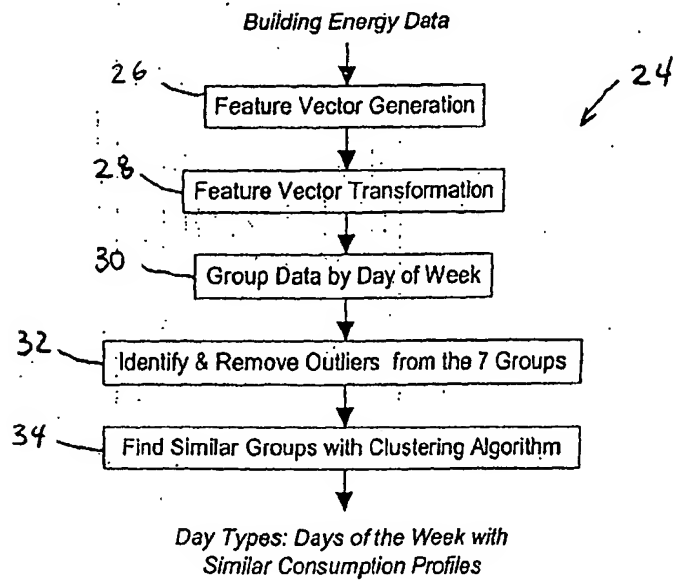 Building Energy Data
26
24
Feature Vector Generation
28
Feature Vector Transformation
30
Group Data by Day of Week
32
Identify & Remove Outliers from the 7 Groups
34
Find Similar Groups with Clustering Algorithm
Day Types: Days of the Week with
Similar Consumption Profiles